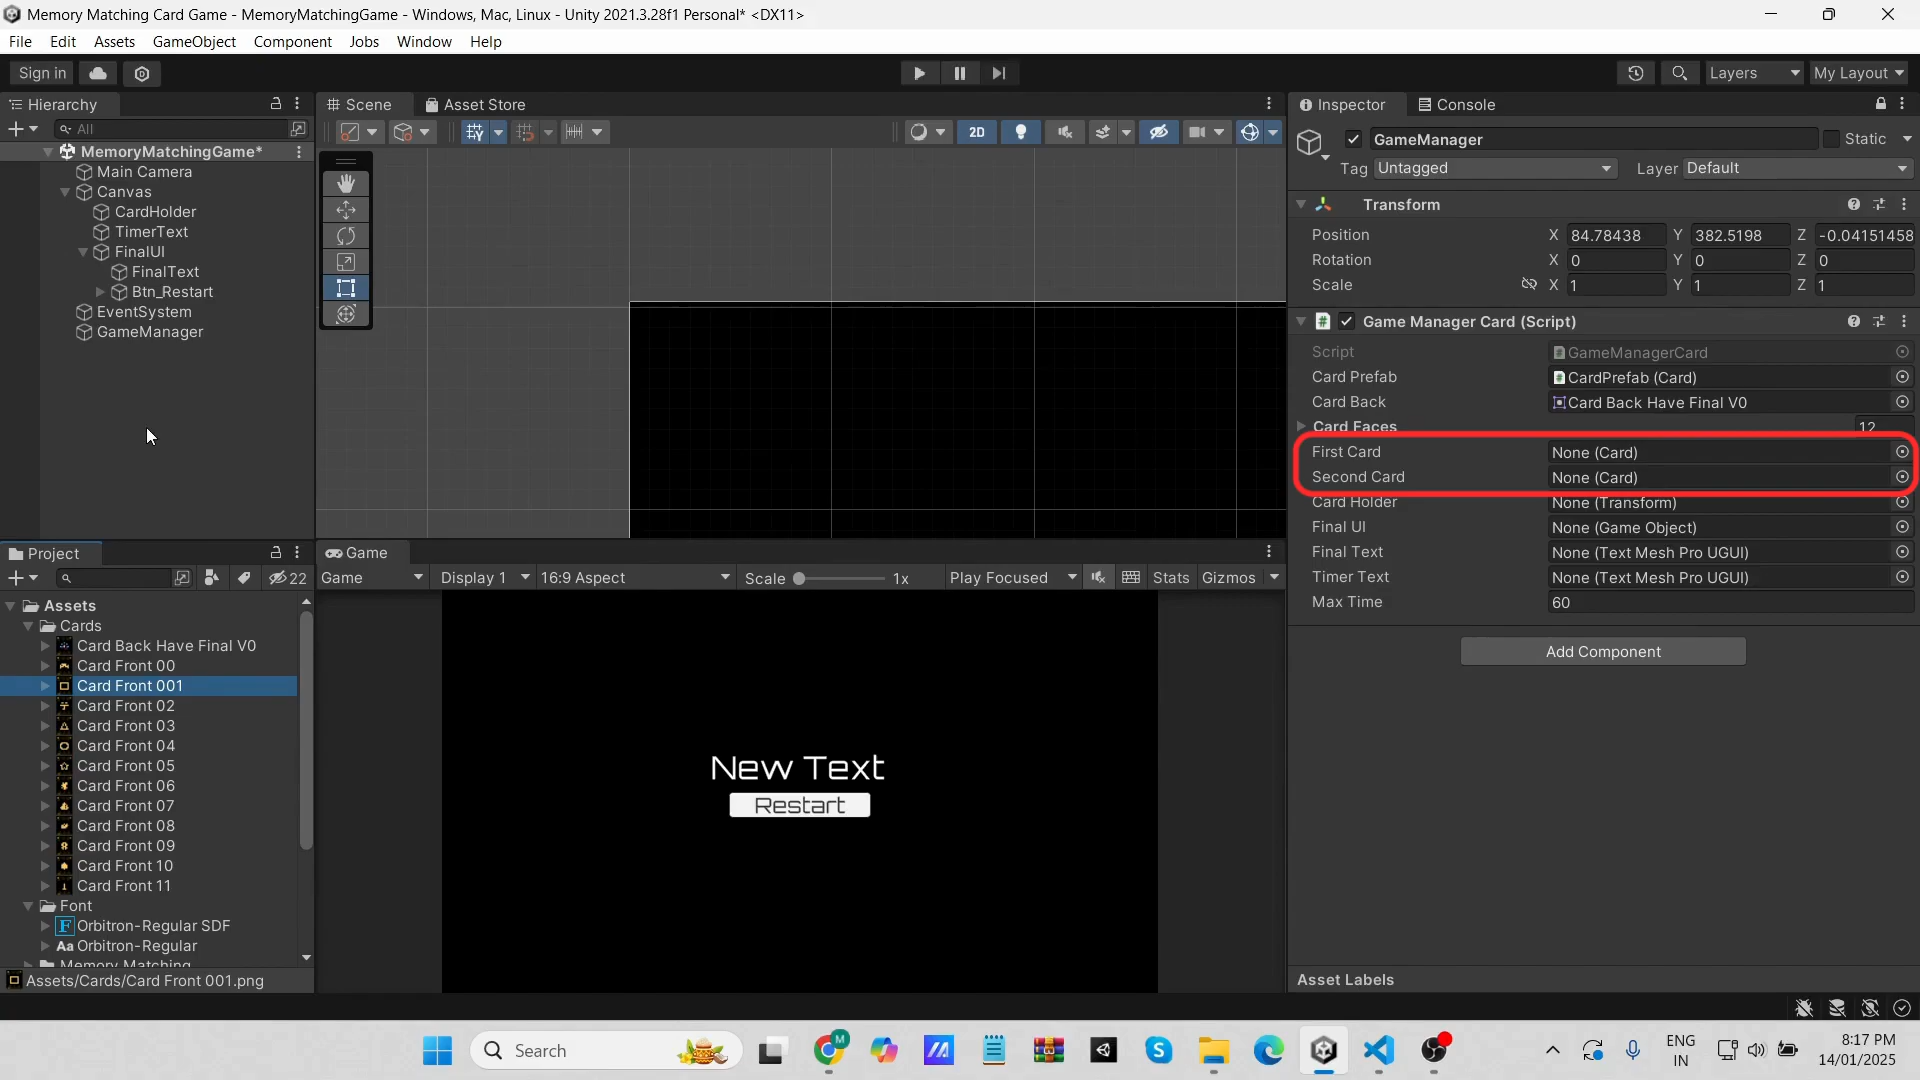 Memory Matching Card Game - MemoryMatchingGame - Windows, Mac, Linux - Unity 2021.3.28f1 Personal* <DX11>
File Edit Assets GameObject Component Jobs Window Help
Sign in
Layers
My Layout
Hierarchy
All
MemoryMatchingGame*
Main Camera
Canvas
CardHolder
TimerText
FinalUI
FinalText
Btn_Restart
EventSystem
GameManager
Scene
Asset Store
2D
Inspector
Console
GameManager
Static
Tag Untagged
Layer Default
Transform
Position X 84.78438 Y 382.5198 Z -0.04151458
Rotation X 0 Y 0 Z 0
Scale X 1 Y 1 Z 1
Game Manager Card (Script)
Script GameManagerCard
Card Prefab CardPrefab (Card)
Card Back Card Back Have Final V0
Card Faces 12
First Card None (Card)
Second Card None (Card)
Card Holder None (Transform)
Final UI None (Game Object)
Final Text None (Text Mesh Pro UGUI)
Timer Text None (Text Mesh Pro UGUI)
Max Time 60
Add Component
Asset Labels
Project
22
Assets
Cards
Card Back Have Final V0
Card Front 00
Card Front 001
Card Front 02
Card Front 03
Card Front 04
Card Front 05
Card Front 06
Card Front 07
Card Front 08
Card Front 09
Card Front 10
Card Front 11
Font
Orbitron-Regular SDF
Aa Orbitron-Regular
Memory Matching
Assets/Cards/Card Front 001.png
Game
Game Display 1 16:9 Aspect Scale 1x Play Focused Stats Gizmos
New Text
Restart
Search
ENG
IN
8:17 PM
14/01/2025